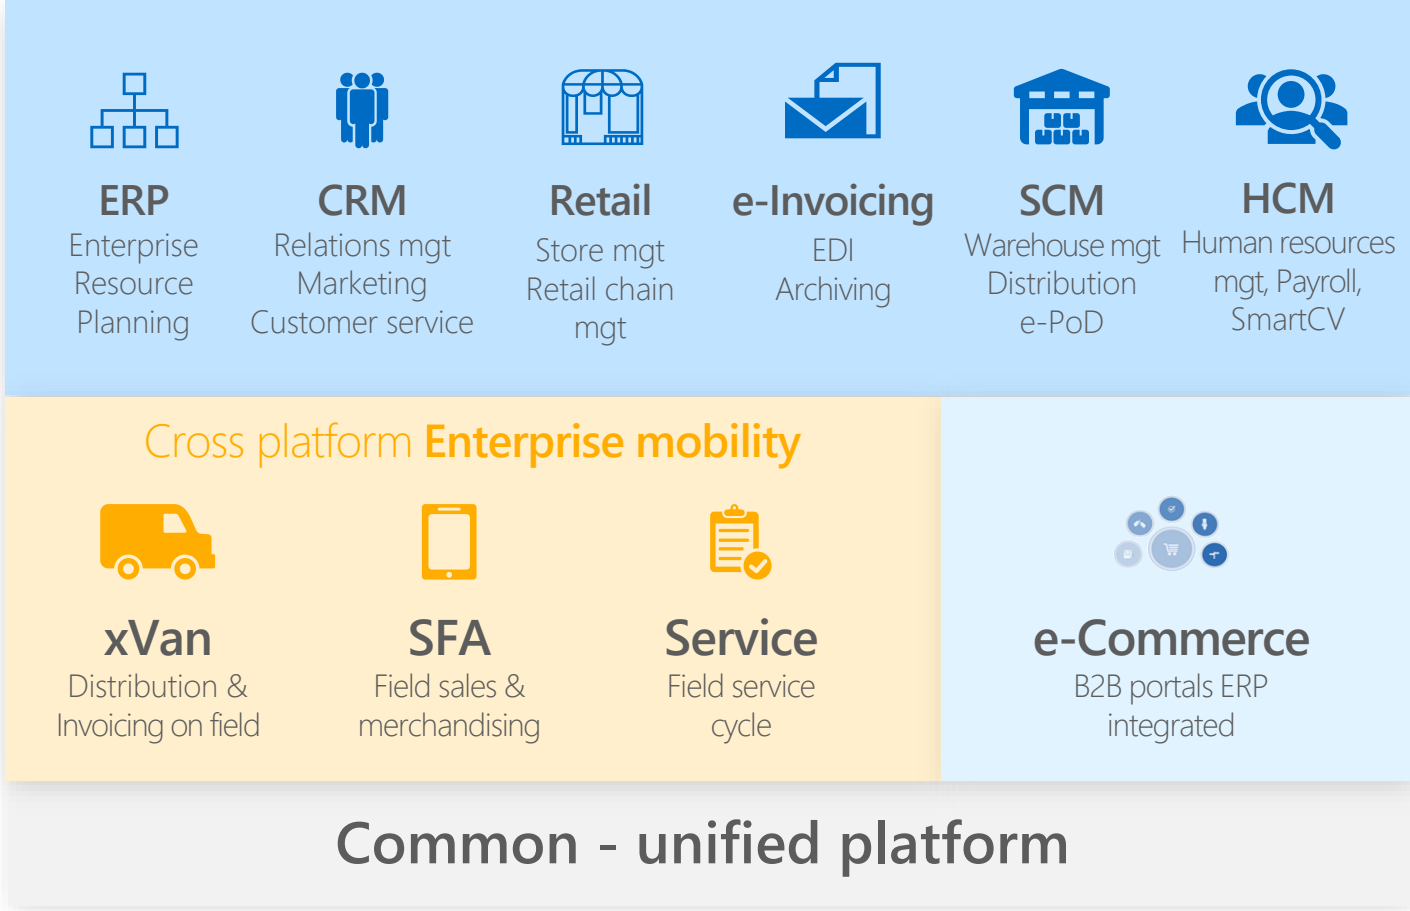 ERP
Enterprise
Resource
Planning
CRM
Relations mgt
Marketing
Customer service
Retail
Store mgt
Retail chain
mgt
e-Invoicing
EDI
Archiving
SCM
Warehouse mgt
Distribution
e-PoD
HCM
Human resources
mgt, Payroll,
SmartCV
Cross platform Enterprise mobility
xVan
Distribution &
Invoicing on field
SFA
Field sales &
merchandising
Service
Field service
cycle
e-Commerce
B2B portals ERP
integrated
Common - unified platform